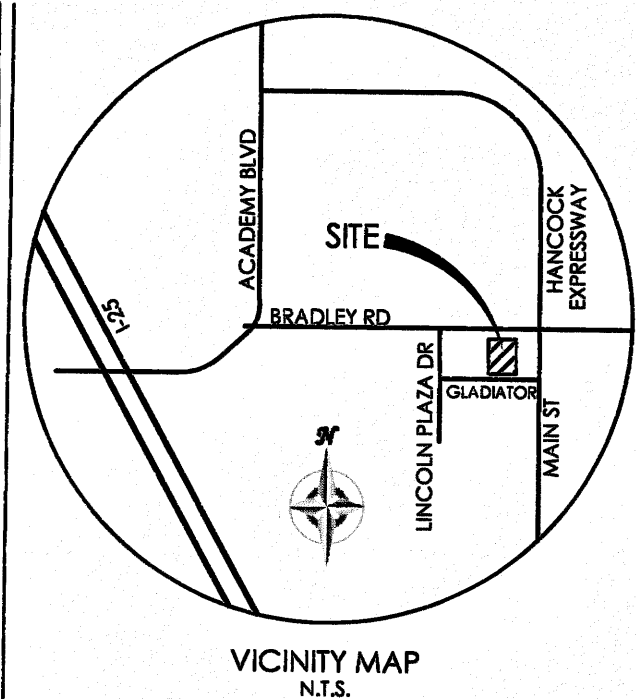 ACADEMY BLVD
HANCOCK
EXPRESSWAY
SITE
I-25
BRADLEY RD
LINCOLN PLAZA DR
GLADIATOR
MAIN ST
N
VICINITY MAP
N.T.S.